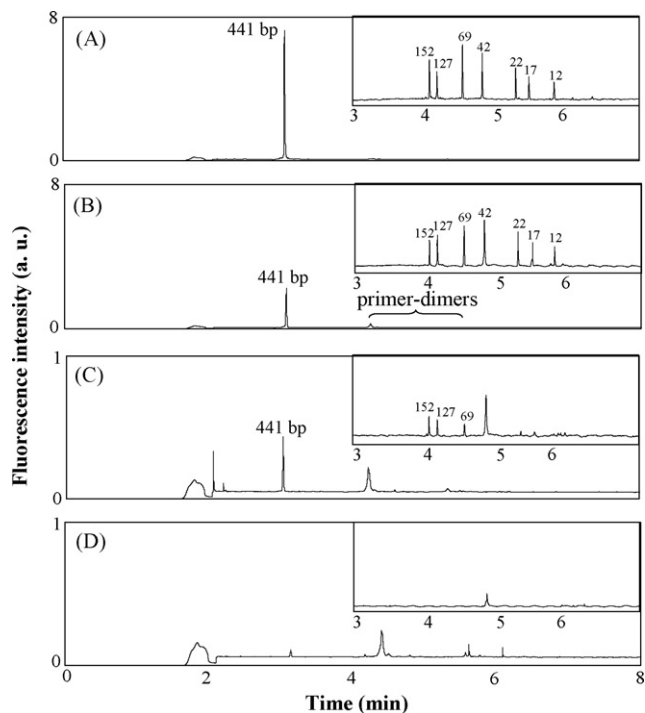 8
(A)
441 bp
152 127 69 42 22 17 12
3 4 5 6
0
8
(B)
441 bp
152 127 69 42 22 17 12
3 4 5 6
primer-dimers
0
1
(C)
441 bp
152 127 69
3 4 5 6
0
1
(D)
3 4 5 6
0
0 2 4 6 8
Time (min)
Fluorescence intensity (a. u.)